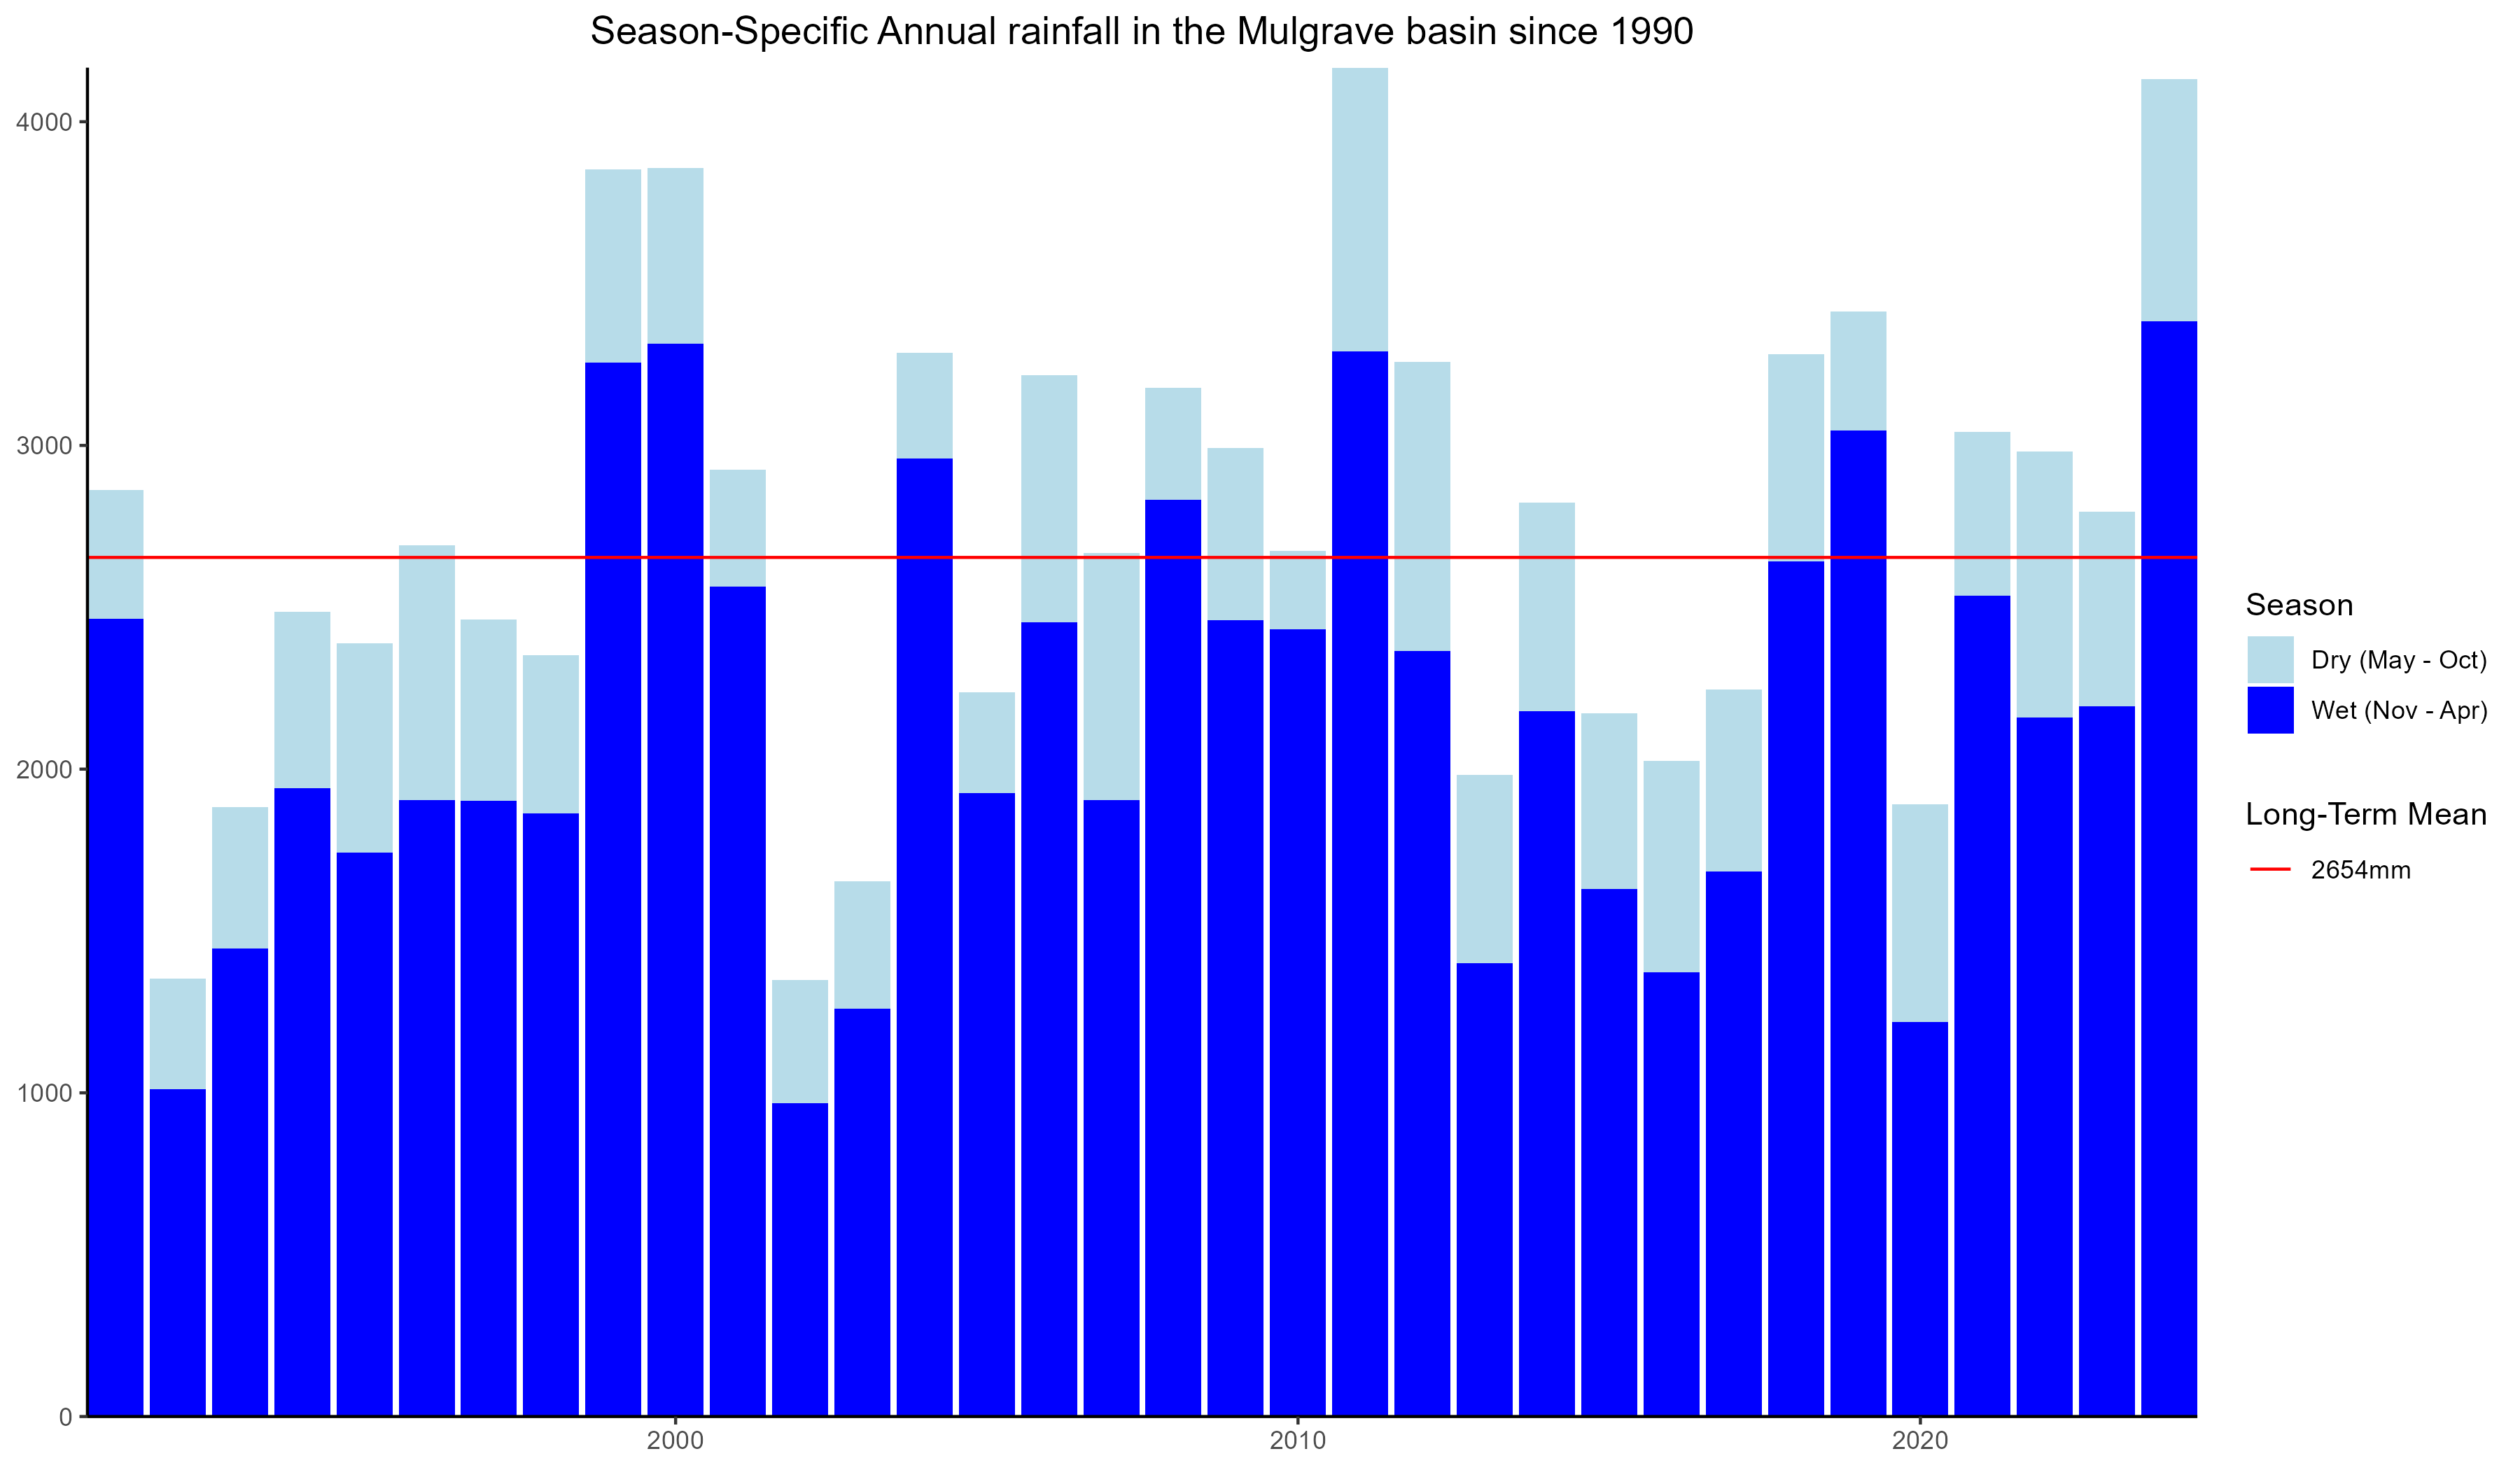 Season-Specific Annual rainfall in the Mulgrave basin since 1990
4000
3000
2000
1000
0
2000
2010
2020
Season
Dry (May - Oct)
Wet (Nov - Apr)
Long-Term Mean
2654mm